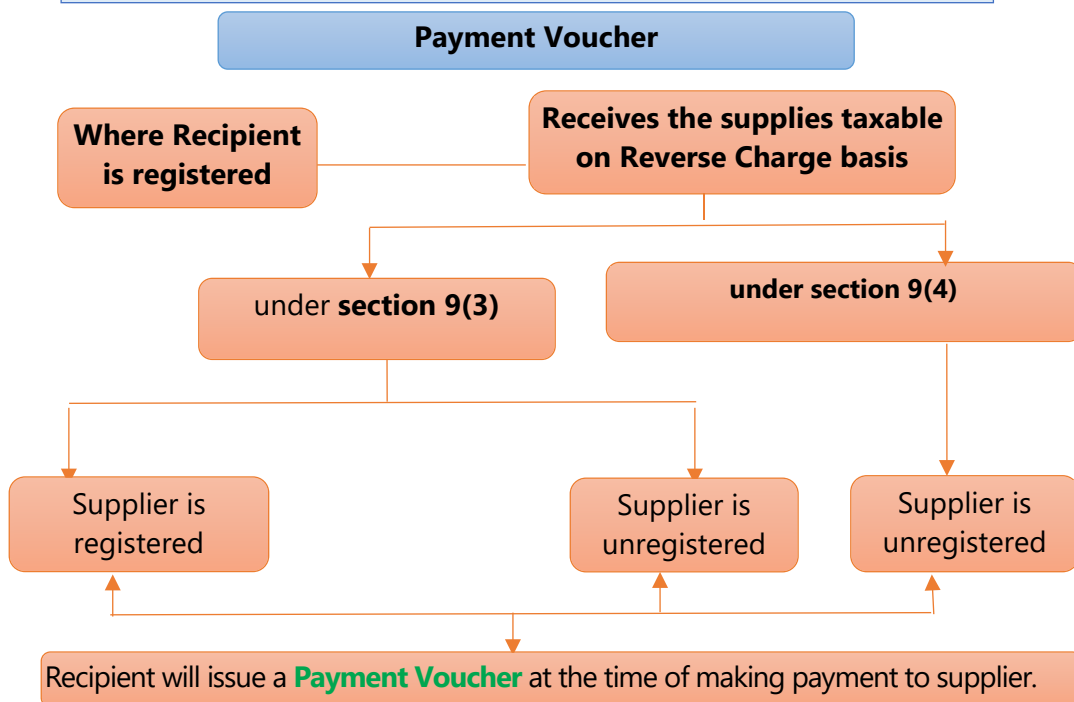 Payment Voucher
Where Recipient
is registered
Receives the supplies taxable
on Reverse Charge basis
under section 9(3)
under section 9(4)
Supplier is
registered
Supplier is
unregistered
Supplier is
unregistered
Recipient will issue a Payment Voucher at the time of making payment to supplier.